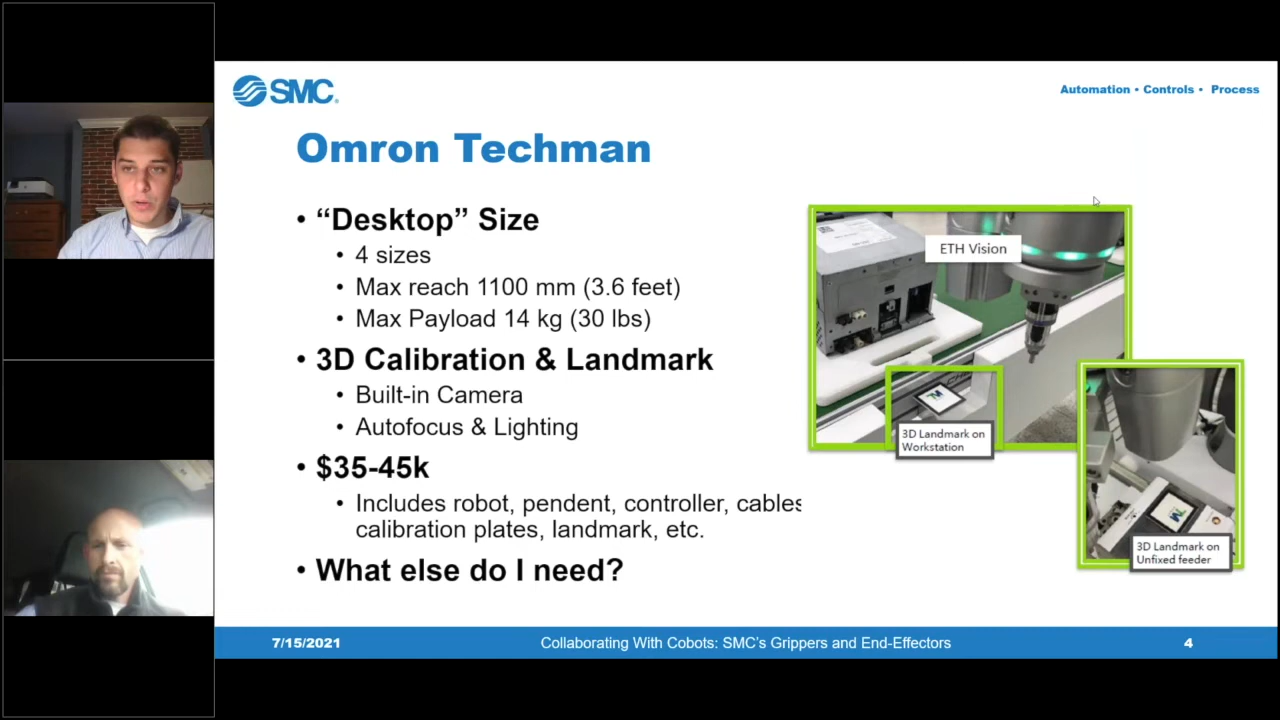 SMC
Automation • Controls • Process
Omron Techman
• “Desktop” Size
• 4 sizes
• Max reach 1100 mm (3.6 feet)
• Max Payload 14 kg (30 lbs)
• 3D Calibration & Landmark
• Built-in Camera
• Autofocus & Lighting
• $35-45k
• Includes robot, pendent, controller, cables
calibration plates, landmark, etc.
• What else do I need?
ETH Vision
3D Landmark on
Workstation
TM
3D Landmark on
Unfixed feeder
7/15/2021
Collaborating With Cobots: SMC’s Grippers and End-Effectors
4